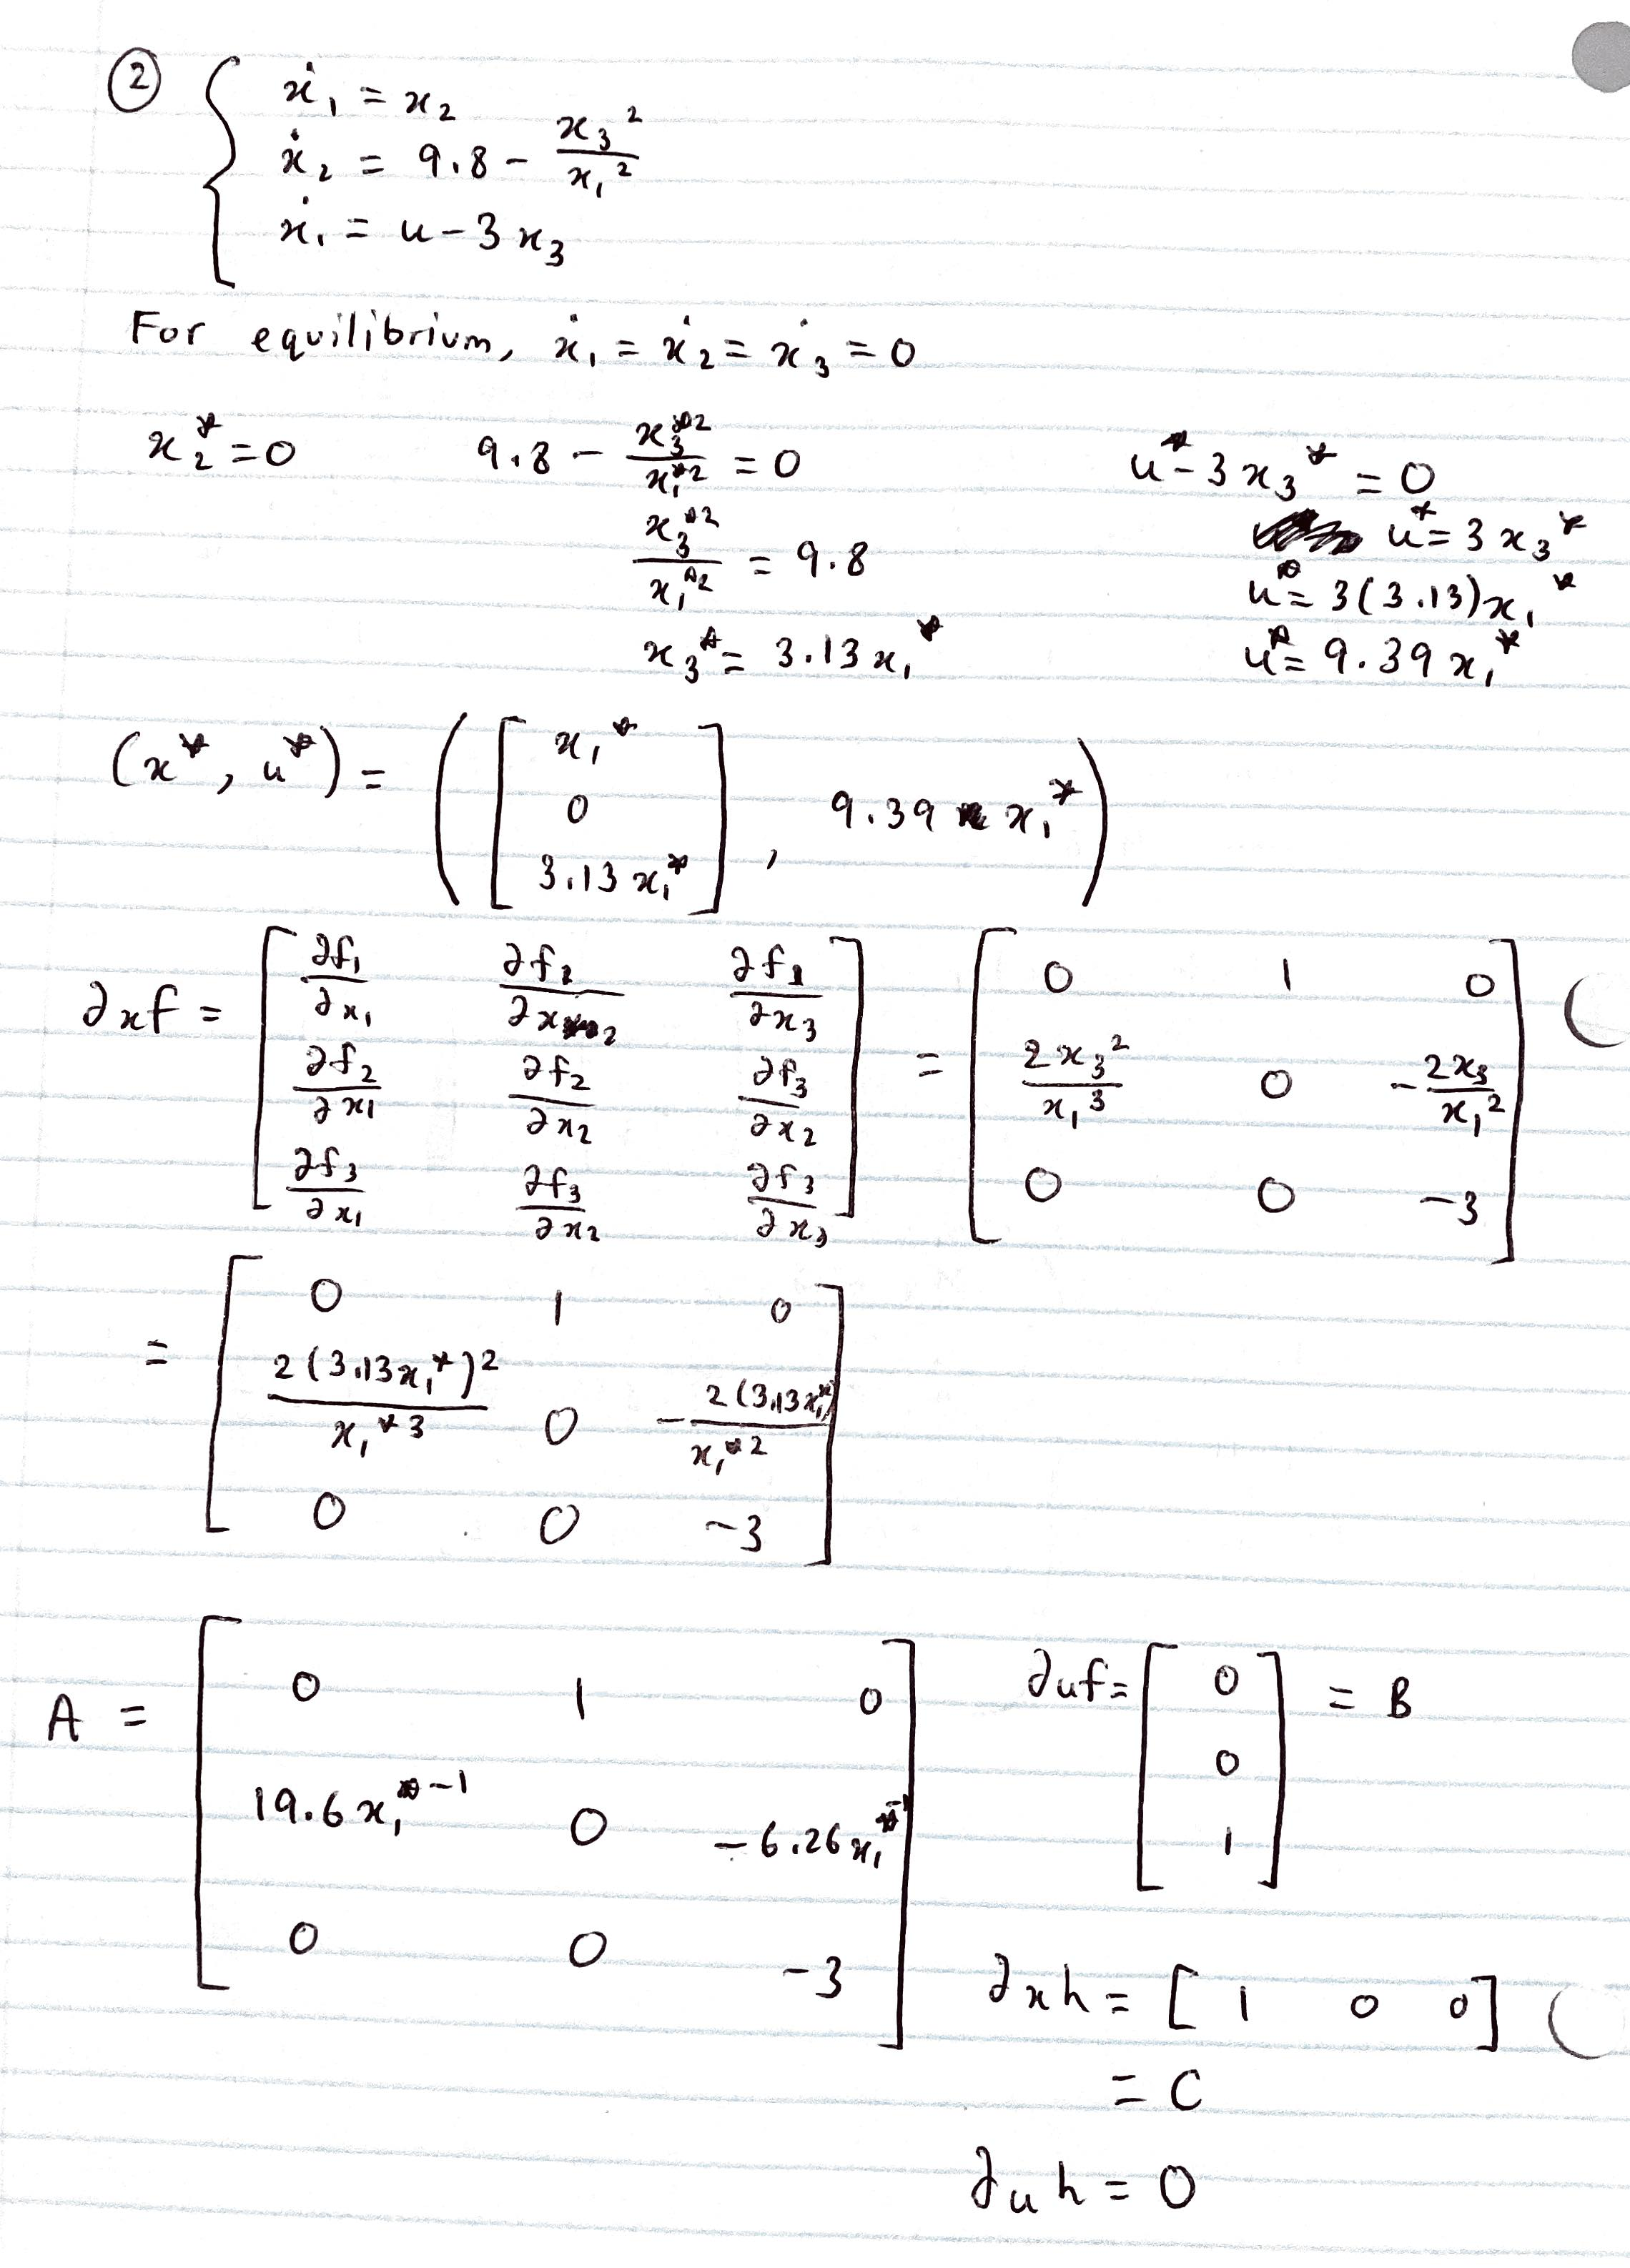 ② { ẋ₁ = x₂
ẋ₂ = 9.8 - x₃²/x₁²
ẋ₁ = u - 3x₃
For equilibrium, ẋ₁ = ẋ₂ = ẋ₃ = 0
x₂* = 0    9.8 - x₃*²/x₁*² = 0    u* - 3x₃* = 0
x₃*²/x₁*² = 9.8    u* = 3x₃*
u* = 3(3.13)x₁*
x₃* = 3.13x₁*    u* = 9.39x₁*
(x*, u*) = ([x₁* ; 0 ; 3.13x₁*], 9.39 x₁*)
∂xf = [∂f₁/∂x₁  ∂f₁/∂x₂  ∂f₁/∂x₃ ; ∂f₂/∂x₁  ∂f₂/∂x₂  ∂f₃/∂x₂ ; ∂f₃/∂x₁  ∂f₃/∂x₂  ∂f₃/∂x₃] = [0  1  0 ; 2x₃²/x₁³  0  -2x₃/x₁² ; 0  0  -3]
= [0  1  0 ; 2(3.13x₁*)²/x₁*³  0  -2(3.13x₁*)/x₁*² ; 0  0  -3]
A = [0  1  0 ; 19.6x₁*⁻¹  0  -6.26x₁*⁻¹ ; 0  0  -3]    ∂uf = [0 ; 0 ; 1] = B
∂xh = [1  0  0]
= C
∂uh = 0